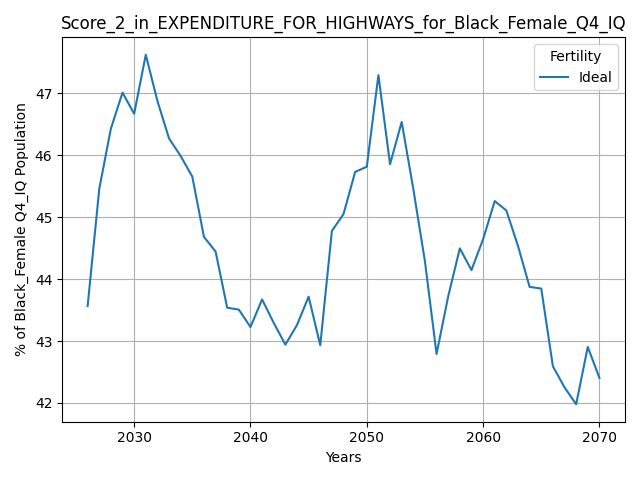 Score_2_in_EXPENDITURE_FOR_HIGHWAYS_for_Black_Female_Q4_IQ
Fertility
Ideal
% of Black_Female Q4_IQ Population
47
46
45
44
43
42
2030 2040 2050 2060 2070
Years